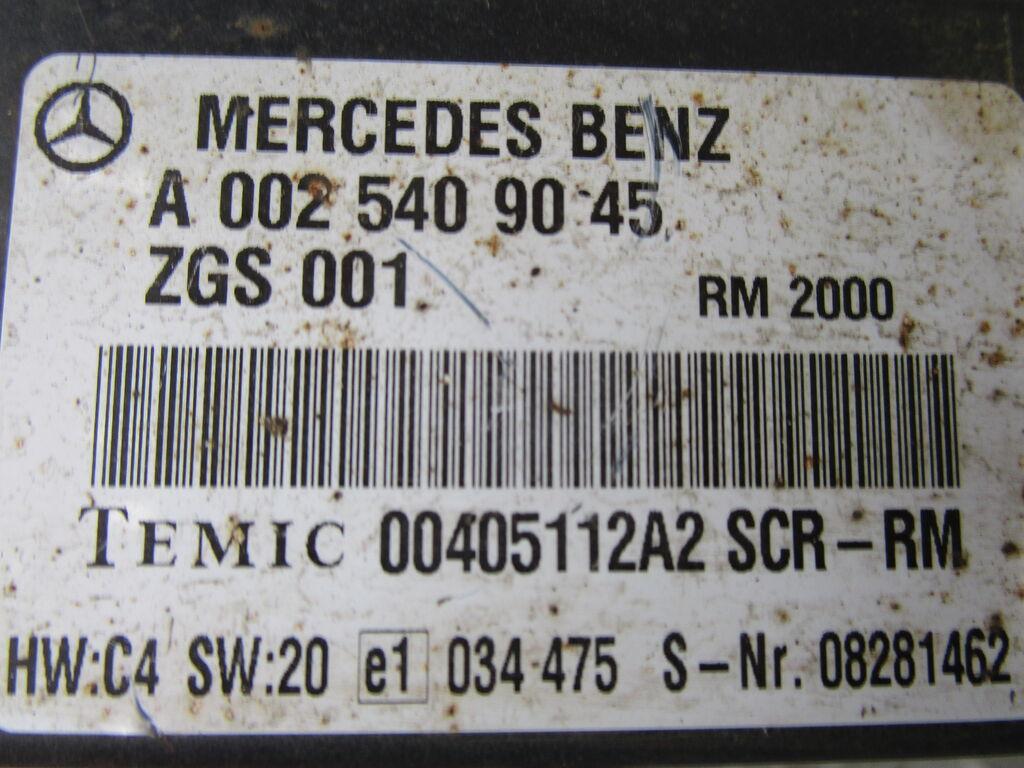 MERCEDES BENZ
A 002 540 90 45
ZGS 001 RM 2000
TEMIC 00405112A2 SCR-RM
HW:C4 SW:20 e1 034 475 S-Nr. 08281462